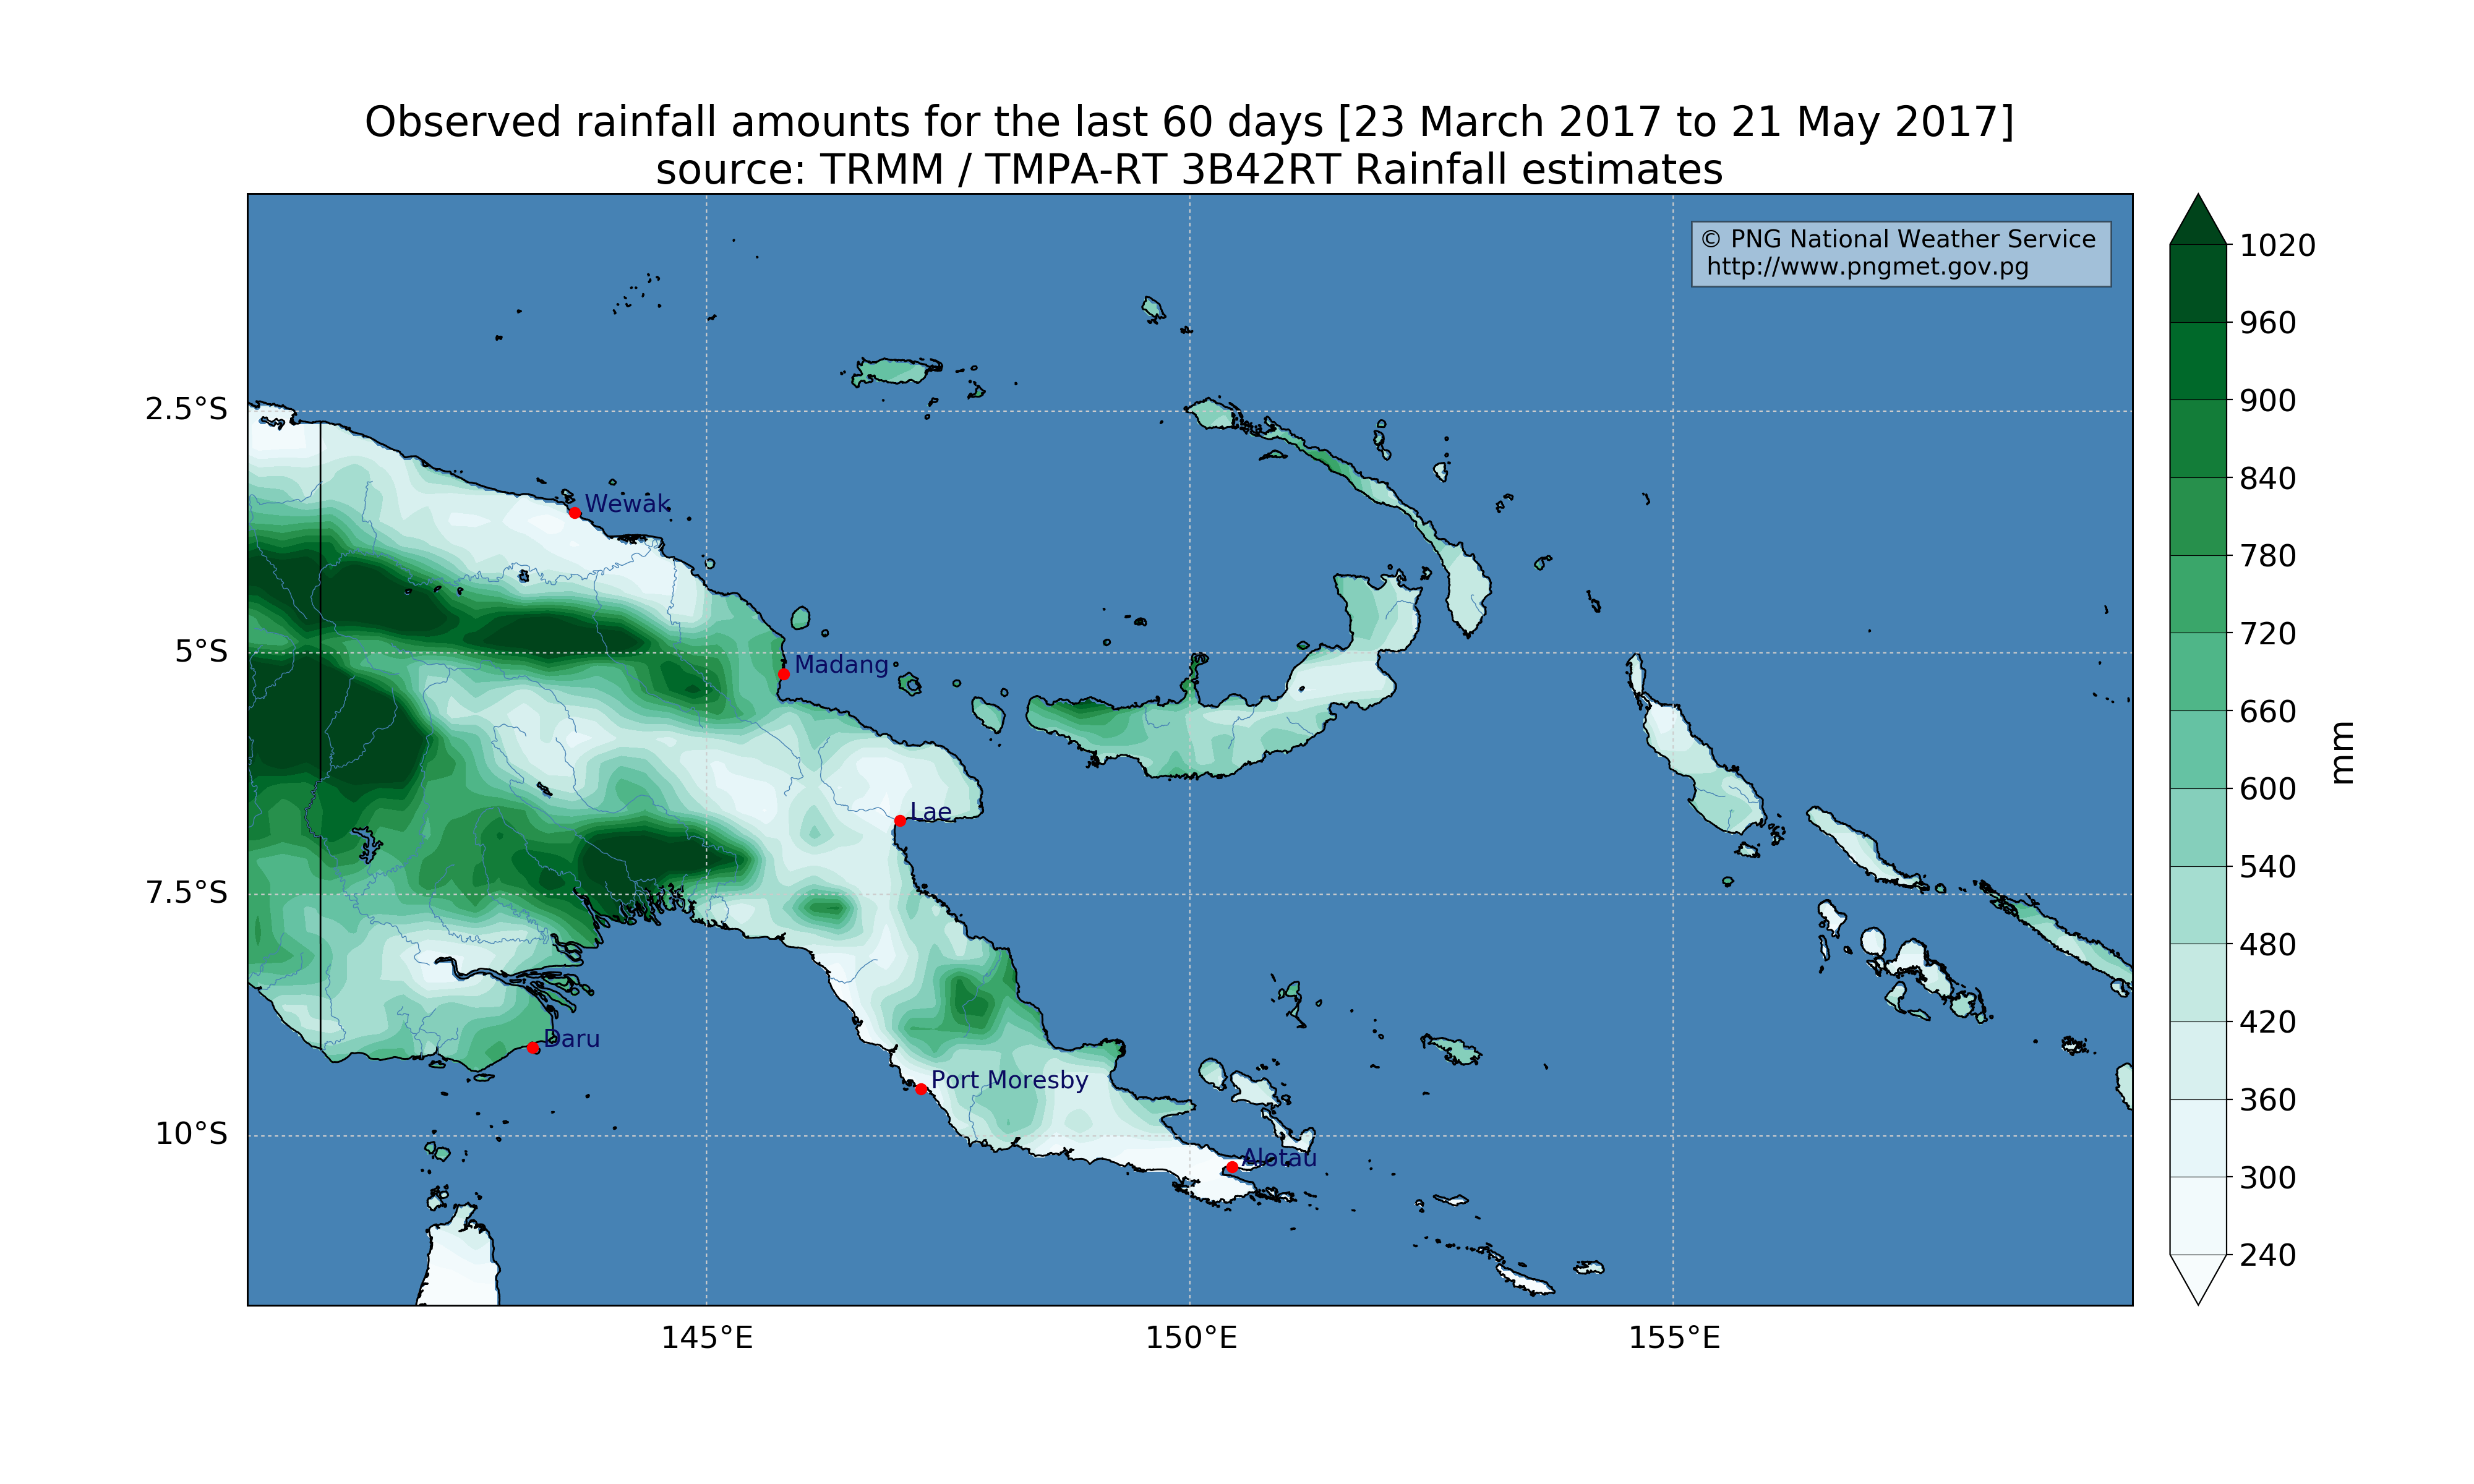 Observed rainfall amounts for the last 60 days [23 March 2017 to 21 May 2017]
source: TRMM / TMPA-RT 3B42RT Rainfall estimates
© PNG National Weather Service
http://www.pngmet.gov.pg
1020
960
900
840
780
720
660
600
540
480
420
360
300
240
mm
2.5°S
5°S
7.5°S
10°S
Wewak
Madang
Lae
Daru
Port Moresby
Alotau
145°E
150°E
155°E